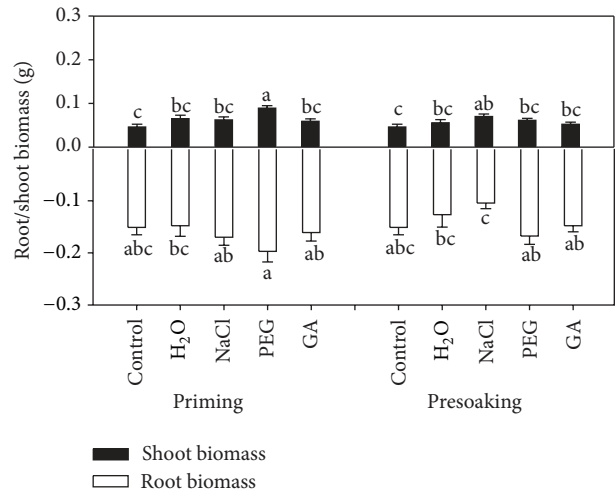 Root/shoot biomass (g)
0.3
0.2
0.1
0.0
−0.1
−0.2
−0.3
c bc bc a bc c bc ab bc bc
abc bc ab a ab abc bc c ab ab
Control H₂O NaCl PEG GA Control H₂O NaCl PEG GA
Priming Presoaking
Shoot biomass
Root biomass